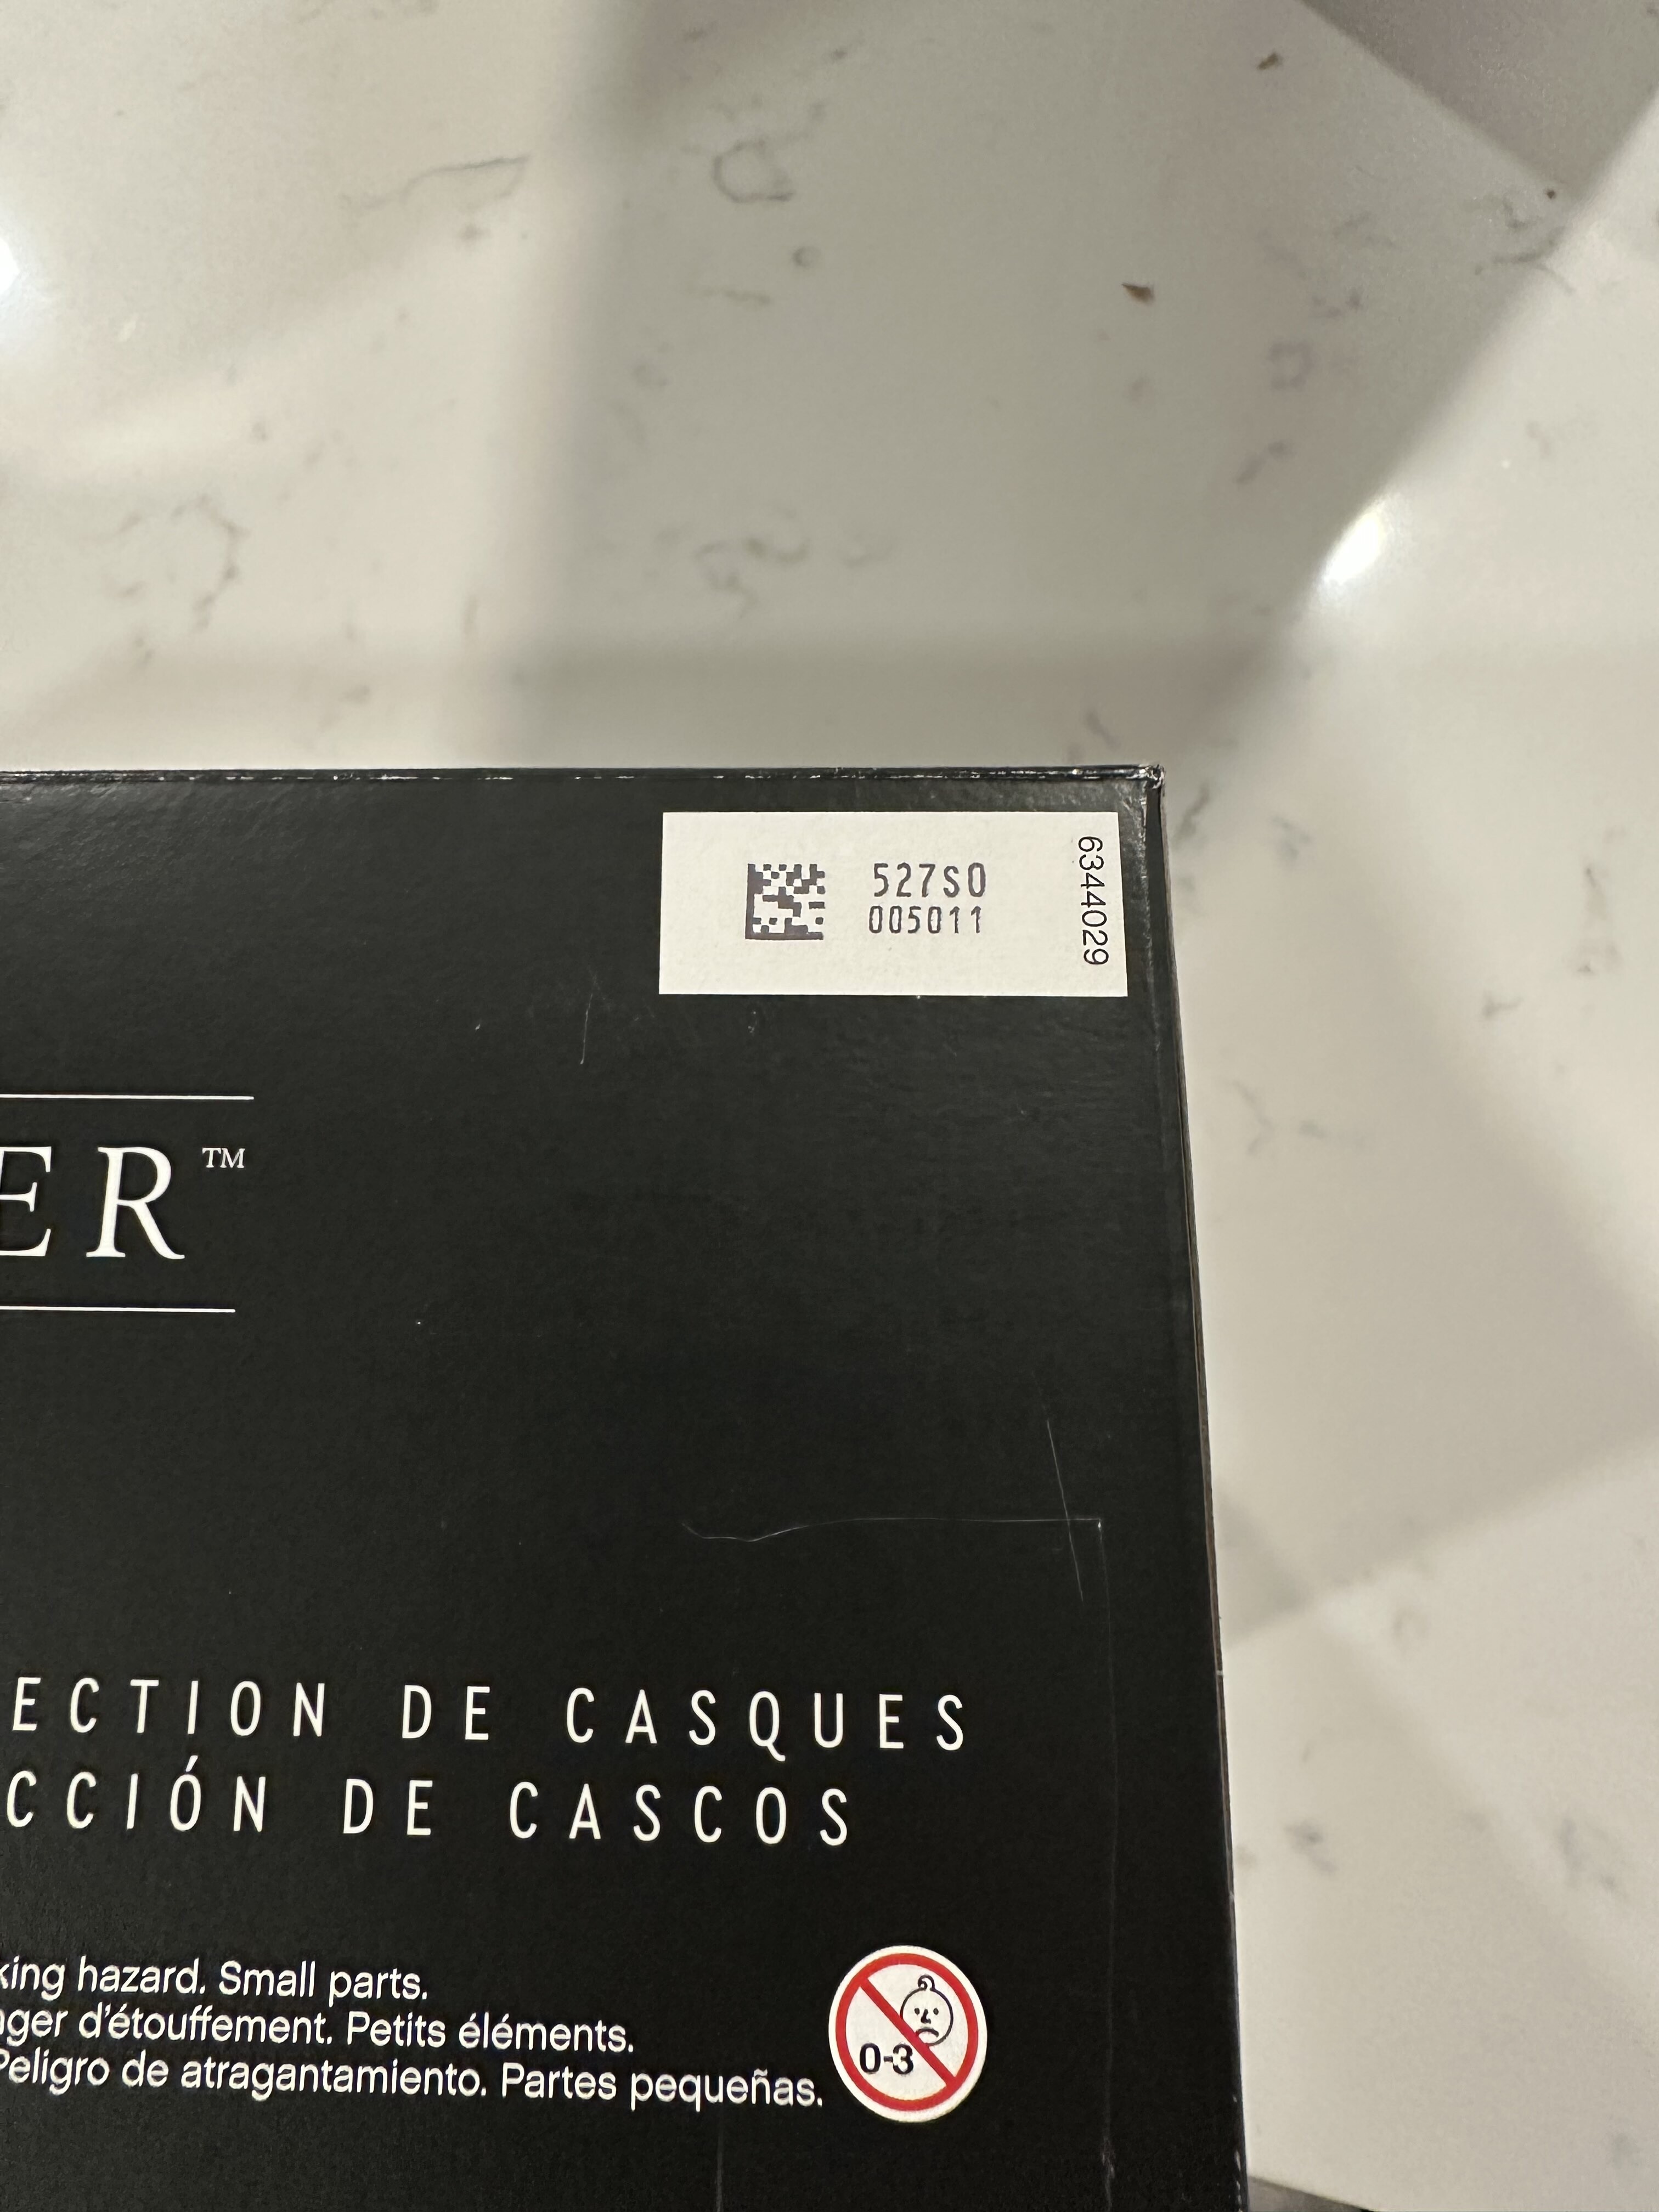 527S0
005011
6344029
ER™
ECTION DE CASQUES
CCIÓN DE CASCOS
king hazard. Small parts.
ger d'étouffement. Petits éléments.
Peligro de atragantamiento. Partes pequeñas.
0-3